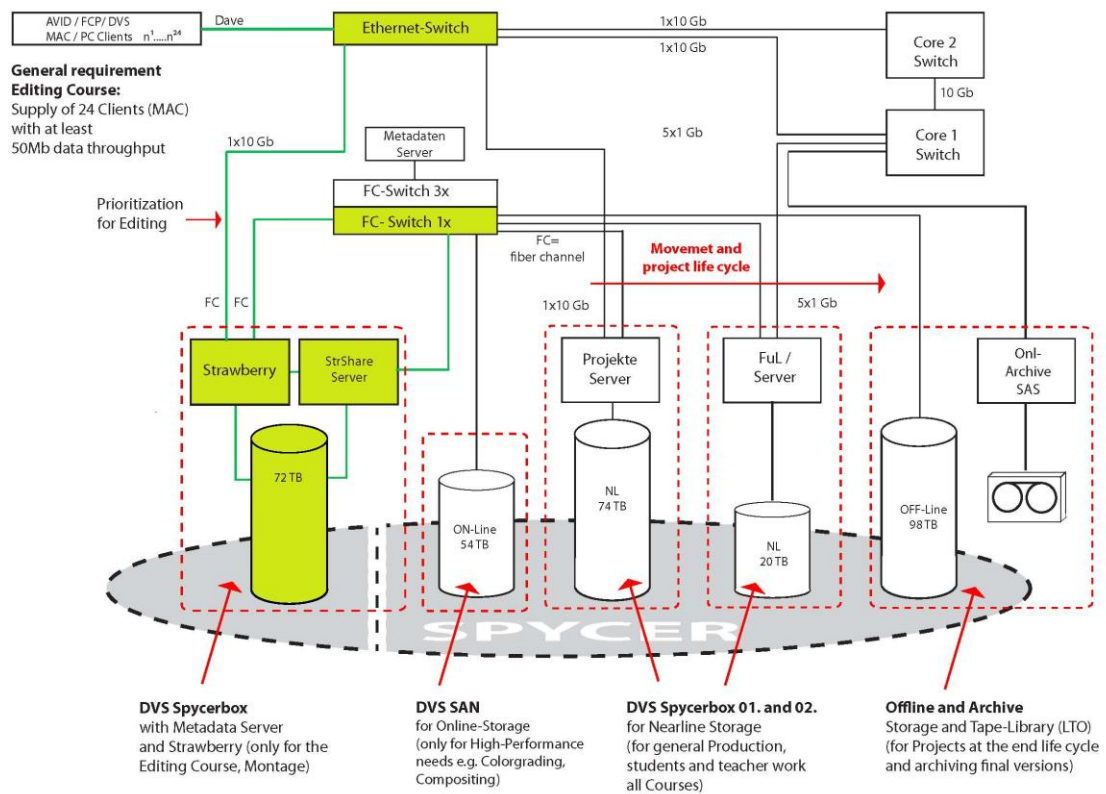 AVID / FCP/ DVS
MAC / PC Clients n¹.....n²⁴
Dave
Ethernet-Switch
1x10 Gb
1x10Gb
Core 2
Switch
10 Gb
Core 1
Switch
General requirement
Editing Course:
Supply of 24 Clients (MAC)
with at least
50Mb data throughput
1x10 Gb
5x1 Gb
Metadaten
Server
FC-Switch 3x
FC- Switch 1x
Prioritization
for Editing
FC=
fiber channel
Movemet and
project life cycle
FC
FC
1x10 Gb
5x1 Gb
Strawberry
StrShare
Server
Projekte
Server
FuL /
Server
Onl-
Archive
SAS
72 TB
ON-Line
54 TB
NL
74 TB
NL
20 TB
OFF-Line
98 TB
SPYCER
DVS Spycerbox
with Metadata Server
and Strawberry (only for the
Editing Course, Montage)
DVS SAN
for Online-Storage
(only for High-Performance
needs e.g. Colorgrading,
Compositing)
DVS Spycerbox 01. and 02.
for Nearline Storage
(for general Production,
students and teacher work
all Courses)
Offline and Archive
Storage and Tape-Library (LTO)
(for Projects at the end life cycle
and archiving final versions)